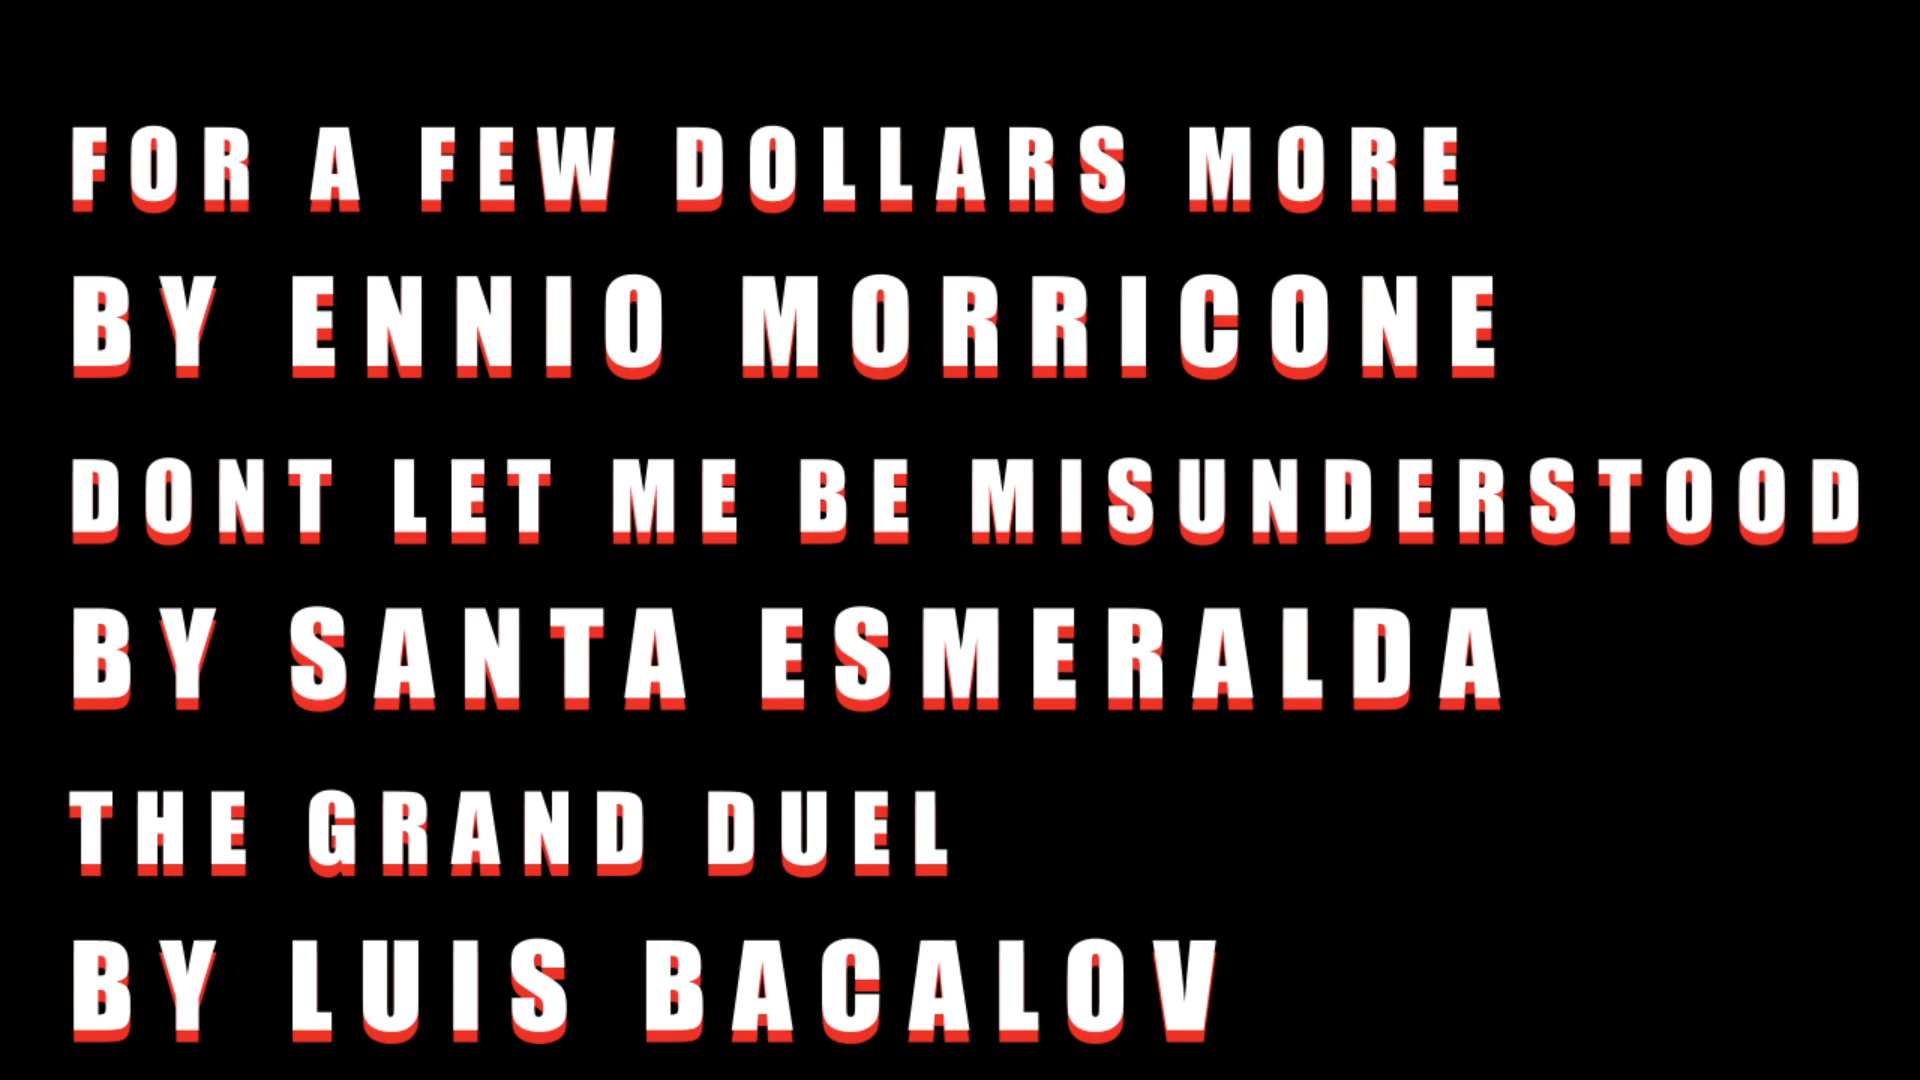 FOR A FEW DOLLARS MORE
BY ENNIO MORRICONE
DONT LET ME BE MISUNDERSTOOD
BY SANTA ESMERALDA
THE GRAND DUEL
BY LUIS BACALOV